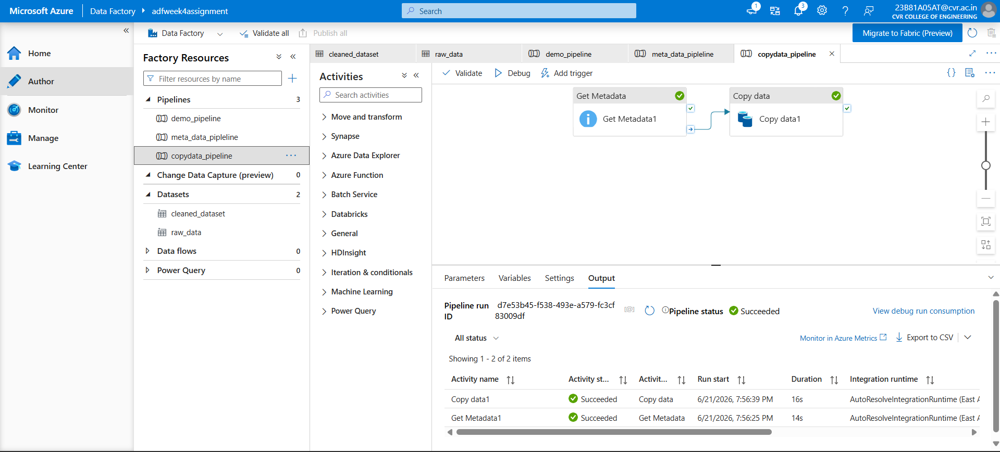 Microsoft Azure
Data Factory
adfweek4assignment
Search
1
3
23B81A05AT@cvr.ac.in
CVR COLLEGE OF ENGINEERING
Data Factory
Validate all
Publish all
Migrate to Fabric (Preview)
Home
Author
Monitor
Manage
Learning Center
Factory Resources
Filter resources by name
Pipelines 3
demo_pipeline
meta_data_pipleline
copydata_pipeline
Change Data Capture (preview) 0
Datasets 2
cleaned_dataset
raw_data
Data flows 0
Power Query 0
cleaned_dataset
raw_data
demo_pipeline
meta_data_pipleline
copydata_pipeline
Activities
Search activities
Move and transform
Synapse
Azure Data Explorer
Azure Function
Batch Service
Databricks
General
HDInsight
Iteration & conditionals
Machine Learning
Power Query
Validate
Debug
Add trigger
Get Metadata
Get Metadata1
Copy data
Copy data1
Parameters
Variables
Settings
Output
Pipeline run ID
d7e53b45-f538-493e-a579-fc3cf
83009df
Pipeline status
Succeeded
View debug run consumption
All status
Monitor in Azure Metrics
Export to CSV
Showing 1 - 2 of 2 items
Activity name Activity st... Activit... Run start Duration Integration runtime
Copy data1 Succeeded Copy data 6/21/2026, 7:56:39 PM 16s AutoResolveIntegrationRuntime (East
Get Metadata1 Succeeded Get Metadata 6/21/2026, 7:56:25 PM 14s AutoResolveIntegrationRuntime (East